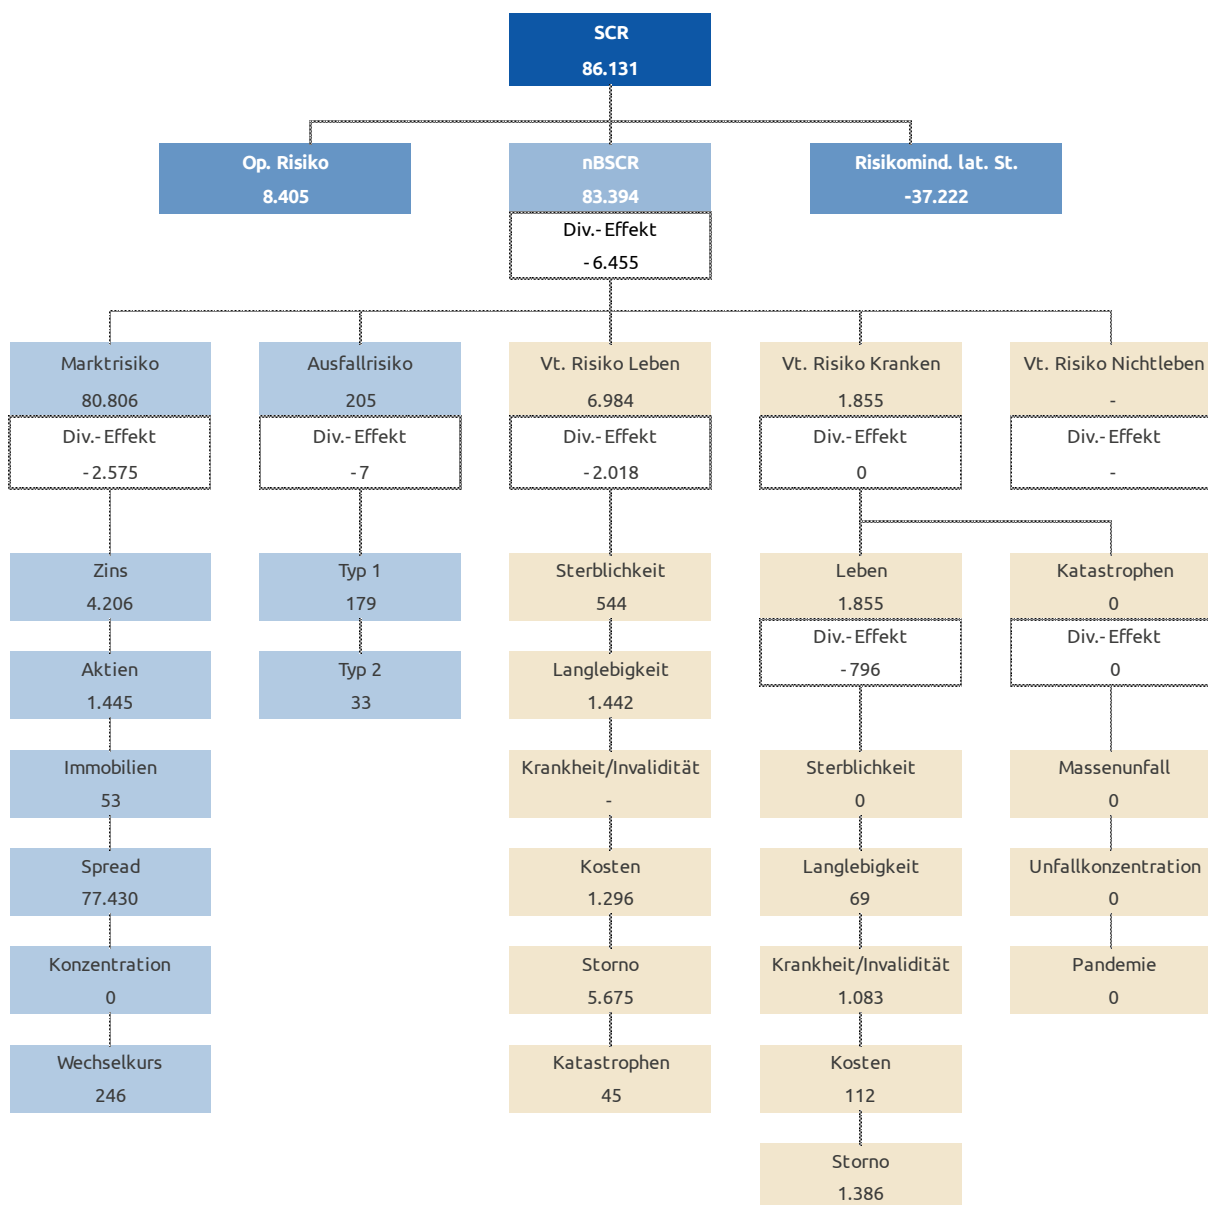 SCR
86.131
Op. Risiko
8.405
nBSCR
83.394
Div.-Effekt
-6.455
Risikomind. lat. St.
-37.222
Marktrisiko
80.806
Div.-Effekt
-2.575
Zins
4.206
Aktien
1.445
Immobilien
53
Spread
77.430
Konzentration
0
Wechselkurs
246
Ausfallrisiko
205
Div.-Effekt
-7
Typ 1
179
Typ 2
33
Vt. Risiko Leben
6.984
Div.-Effekt
-2.018
Sterblichkeit
544
Langlebigkeit
1.442
Krankheit/Invalidität
-
Kosten
1.296
Storno
5.675
Katastrophen
45
Vt. Risiko Kranken
1.855
Div.-Effekt
0
Leben
1.855
Div.-Effekt
-796
Sterblichkeit
0
Langlebigkeit
69
Krankheit/Invalidität
1.083
Kosten
112
Storno
1.386
Katastrophen
0
Div.-Effekt
0
Massenunfall
0
Unfallkonzentration
0
Pandemie
0
Vt. Risiko Nichtleben
-
Div.-Effekt
-